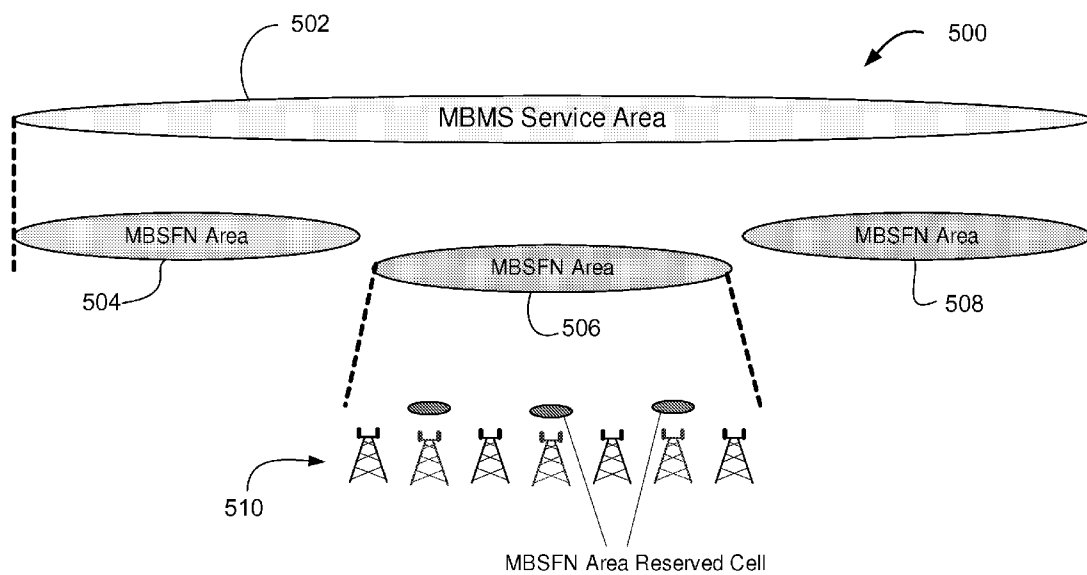 502
500
MBMS Service Area
MBSFN Area
MBSFN Area
MBSFN Area
504
506
508
510
MBSFN Area Reserved Cell